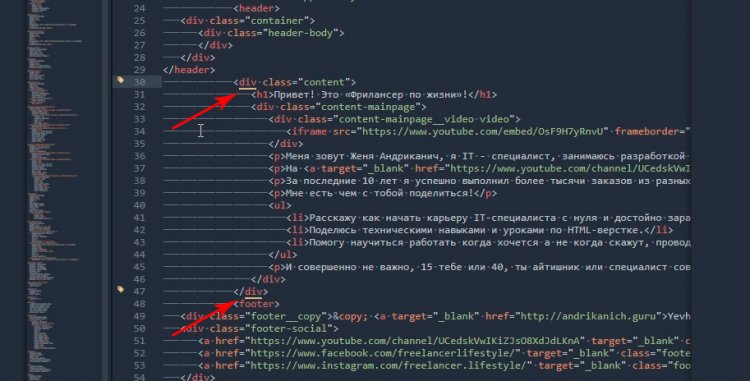 24 <header>
25 <div class="container">
26 <div class="header-body">
27 </div>
28 </div>
29 </header>
30 <div class="content">
31 <h1>Привет! Это «Фрилансер по жизни»!</h1>
32 <div class="content-mainpage">
33 <div class="content-mainpage__video video">
34 <iframe src="https://www.youtube.com/embed/OsF9H7yRnvU" frameborder="
35 </div>
36 <p>Меня зовут Женя Андриканич, я IT - специалист, занимаюсь разработкой
37 <p>На <a target="_blank" href="https://www.youtube.com/channel/UCedskVwI
38 <p>За последние 10 лет я успешно выполнил более тысячи заказов из разных
39 <p>Мне есть чем с тобой поделиться!</p>
40 <ul>
41 <li>Расскажу как начать карьеру IT-специалиста с нуля и достойно зара
42 <li>Поделюсь техническими навыками и уроками по HTML-верстке.</li>
43 <li>Помогу научиться работать когда хочется а не когда скажут, провод
44 </ul>
45 <p>И совершенно не важно, 15 тебе или 40, ты айтишник или специалист сов
46 </div>
47 </div>
48 <footer>
49 <div class="footer__copy">&copy; <a target="_blank" href="http://andrikanich.guru">Yevh
50 <div class="footer-social">
51 <a href="https://www.youtube.com/channel/UCedskVwIKiZJsO8XdJdLKnA" target="_blank"
52 <a href="https://www.facebook.com/freelancerlifestyle/" target="_blank" class="foote
53 <a href="https://www.instagram.com/freelancer.lifestyle/" target="_blank" class="foo
54 </div>